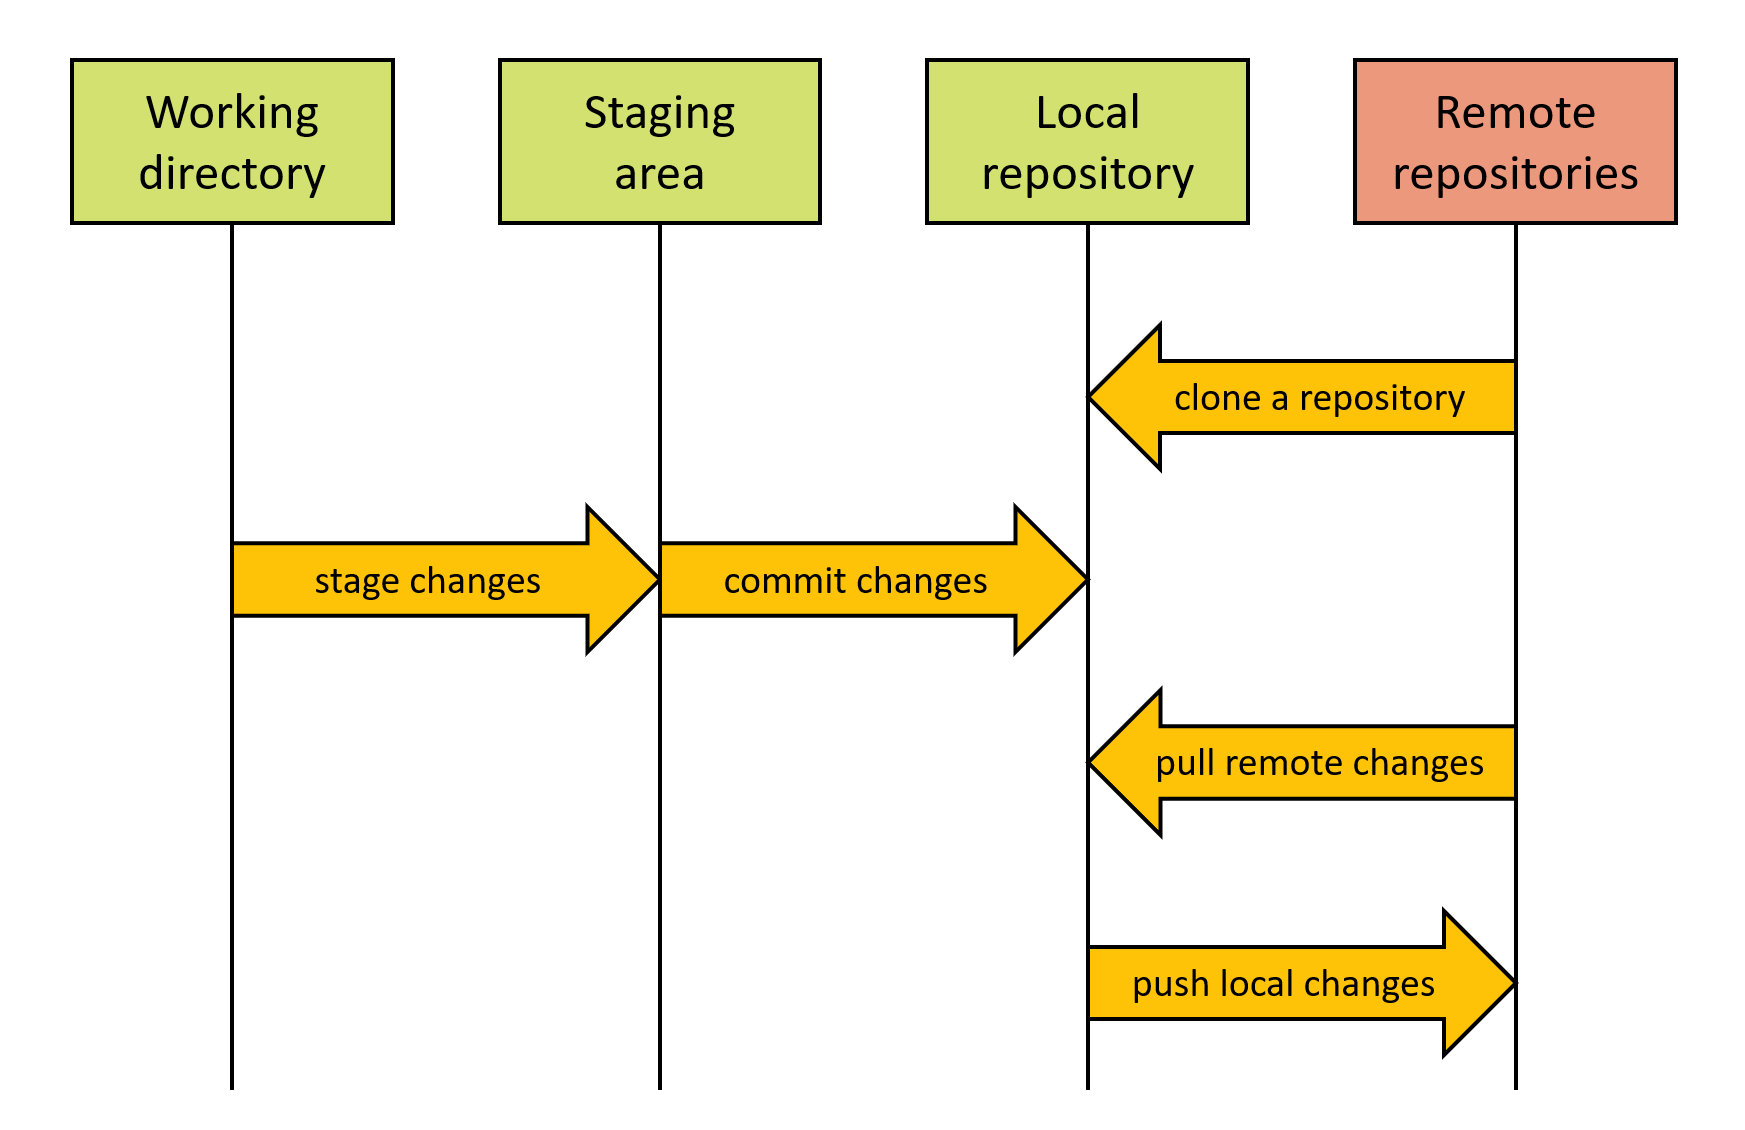 Working
directory
Staging
area
Local
repository
Remote
repositories
clone a repository
stage changes
commit changes
pull remote changes
push local changes